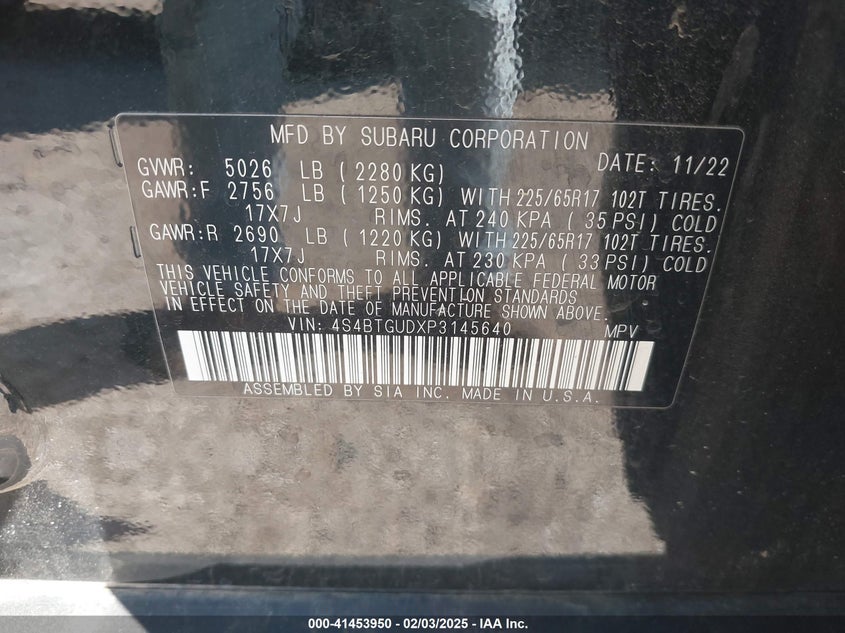 MFD BY SUBARU CORPORATION DATE: 11/22
GVWR: 5026 LB ( 2280 KG)
GAWR:F 2756 LB ( 1250 KG) WITH 225/65R17 102T TIRES.
17X7J RIMS. AT 240 KPA ( 35 PSI) COLD
GAWR:R 2690 LB ( 1220 KG) WITH 225/65R17 102T TIRES.
17X7J RIMS. AT 230 KPA ( 33 PSI) COLD
THIS VEHICLE CONFORMS TO ALL APPLICABLE FEDERAL MOTOR
VEHICLE SAFETY AND THEFT PREVENTION STANDARDS
IN EFFECT ON THE DATE OF MANUFACTURE SHOWN ABOVE.
VIN: 4S4BTGUDXP3145640 MPV
ASSEMBLED BY SIA INC. MADE IN U.S.A.
000-41453950 - 02/03/2025 - IAA Inc.